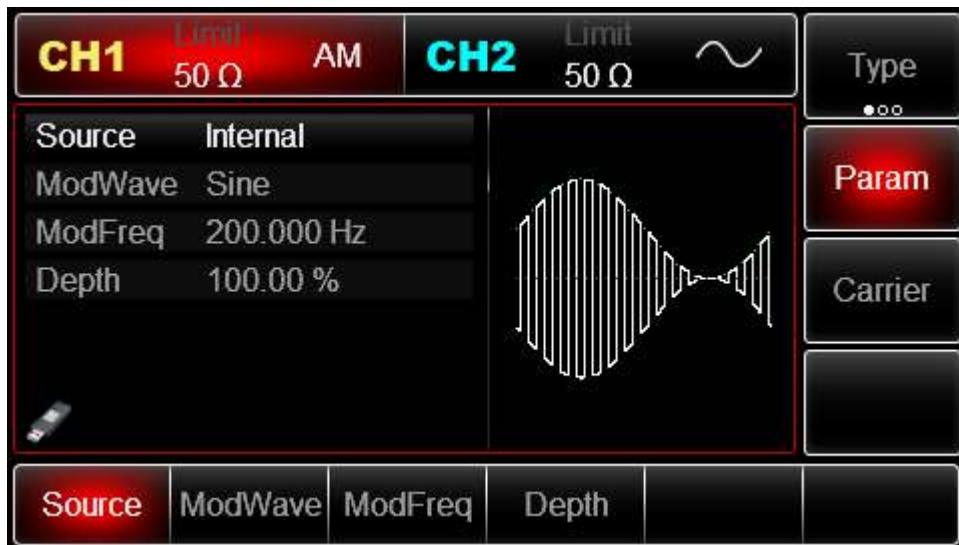 CH1 Limit 50 Ω AM CH2 Limit 50 Ω
Type
Source Internal
ModWave Sine
ModFreq 200.000 Hz
Depth 100.00 %
Param
Carrier
Source ModWave ModFreq Depth